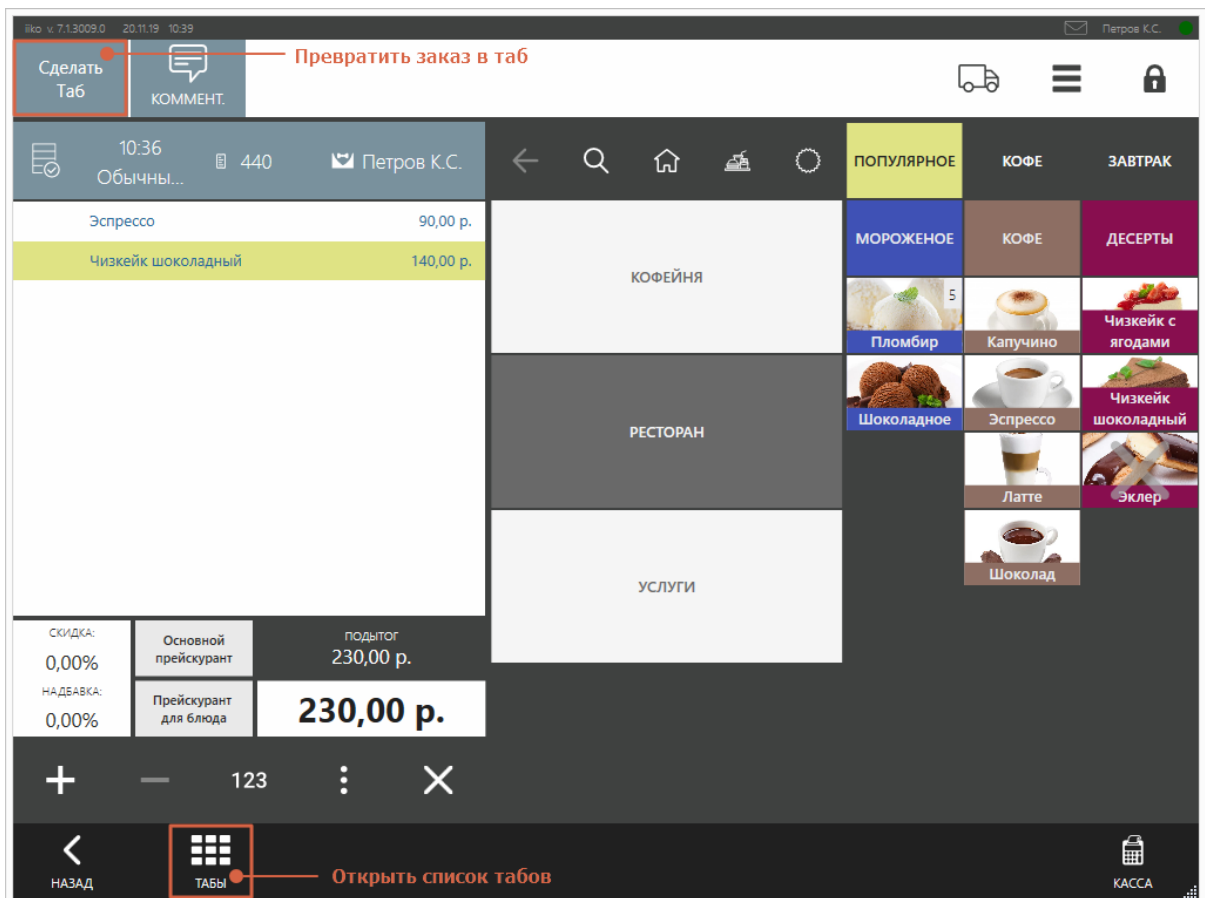 iiko v. 7.1.3009.0 20.11.19 10:39 Петров К.С.
Сделать
Таб
КОММЕНТ.
Превратить заказ в таб
10:36
Обычны...
440
Петров К.С.
ПОПУЛЯРНОЕ
КОФЕ
ЗАВТРАК
Эспрессо 90,00 р.
Чизкейк шоколадный 140,00 р.
КОФЕЙНЯ
РЕСТОРАН
УСЛУГИ
МОРОЖЕНОЕ
КОФЕ
ДЕСЕРТЫ
5
Пломбир
Капучино
Чизкейк с
ягодами
Шоколадное
Эспрессо
Чизкейк
шоколадный
Латте
Эклер
Шоколад
СКИДКА:
0,00%
Основной
прейскурант
ПОДЫТОГ
230,00 р.
НАДБАВКА:
0,00%
Прейскурант
для блюда
230,00 р.
123
НАЗАД
ТАБЫ
Открыть список табов
КАССА